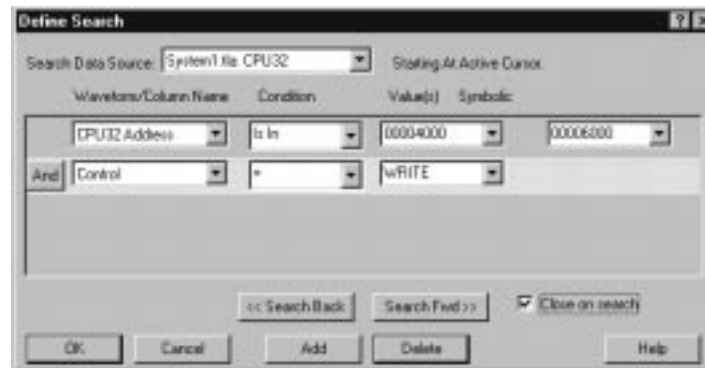 Define Search
Search Data Source: System1.tla: CPU32 Starting At Active Cursor.
Waveform/Column Name Condition Value(s) Symbolic
CPU32 Address Is In 00004000 00006000
And Control = WRITE
<< Search Back Search Fwd >> Close on search
OK Cancel Add Delete Help